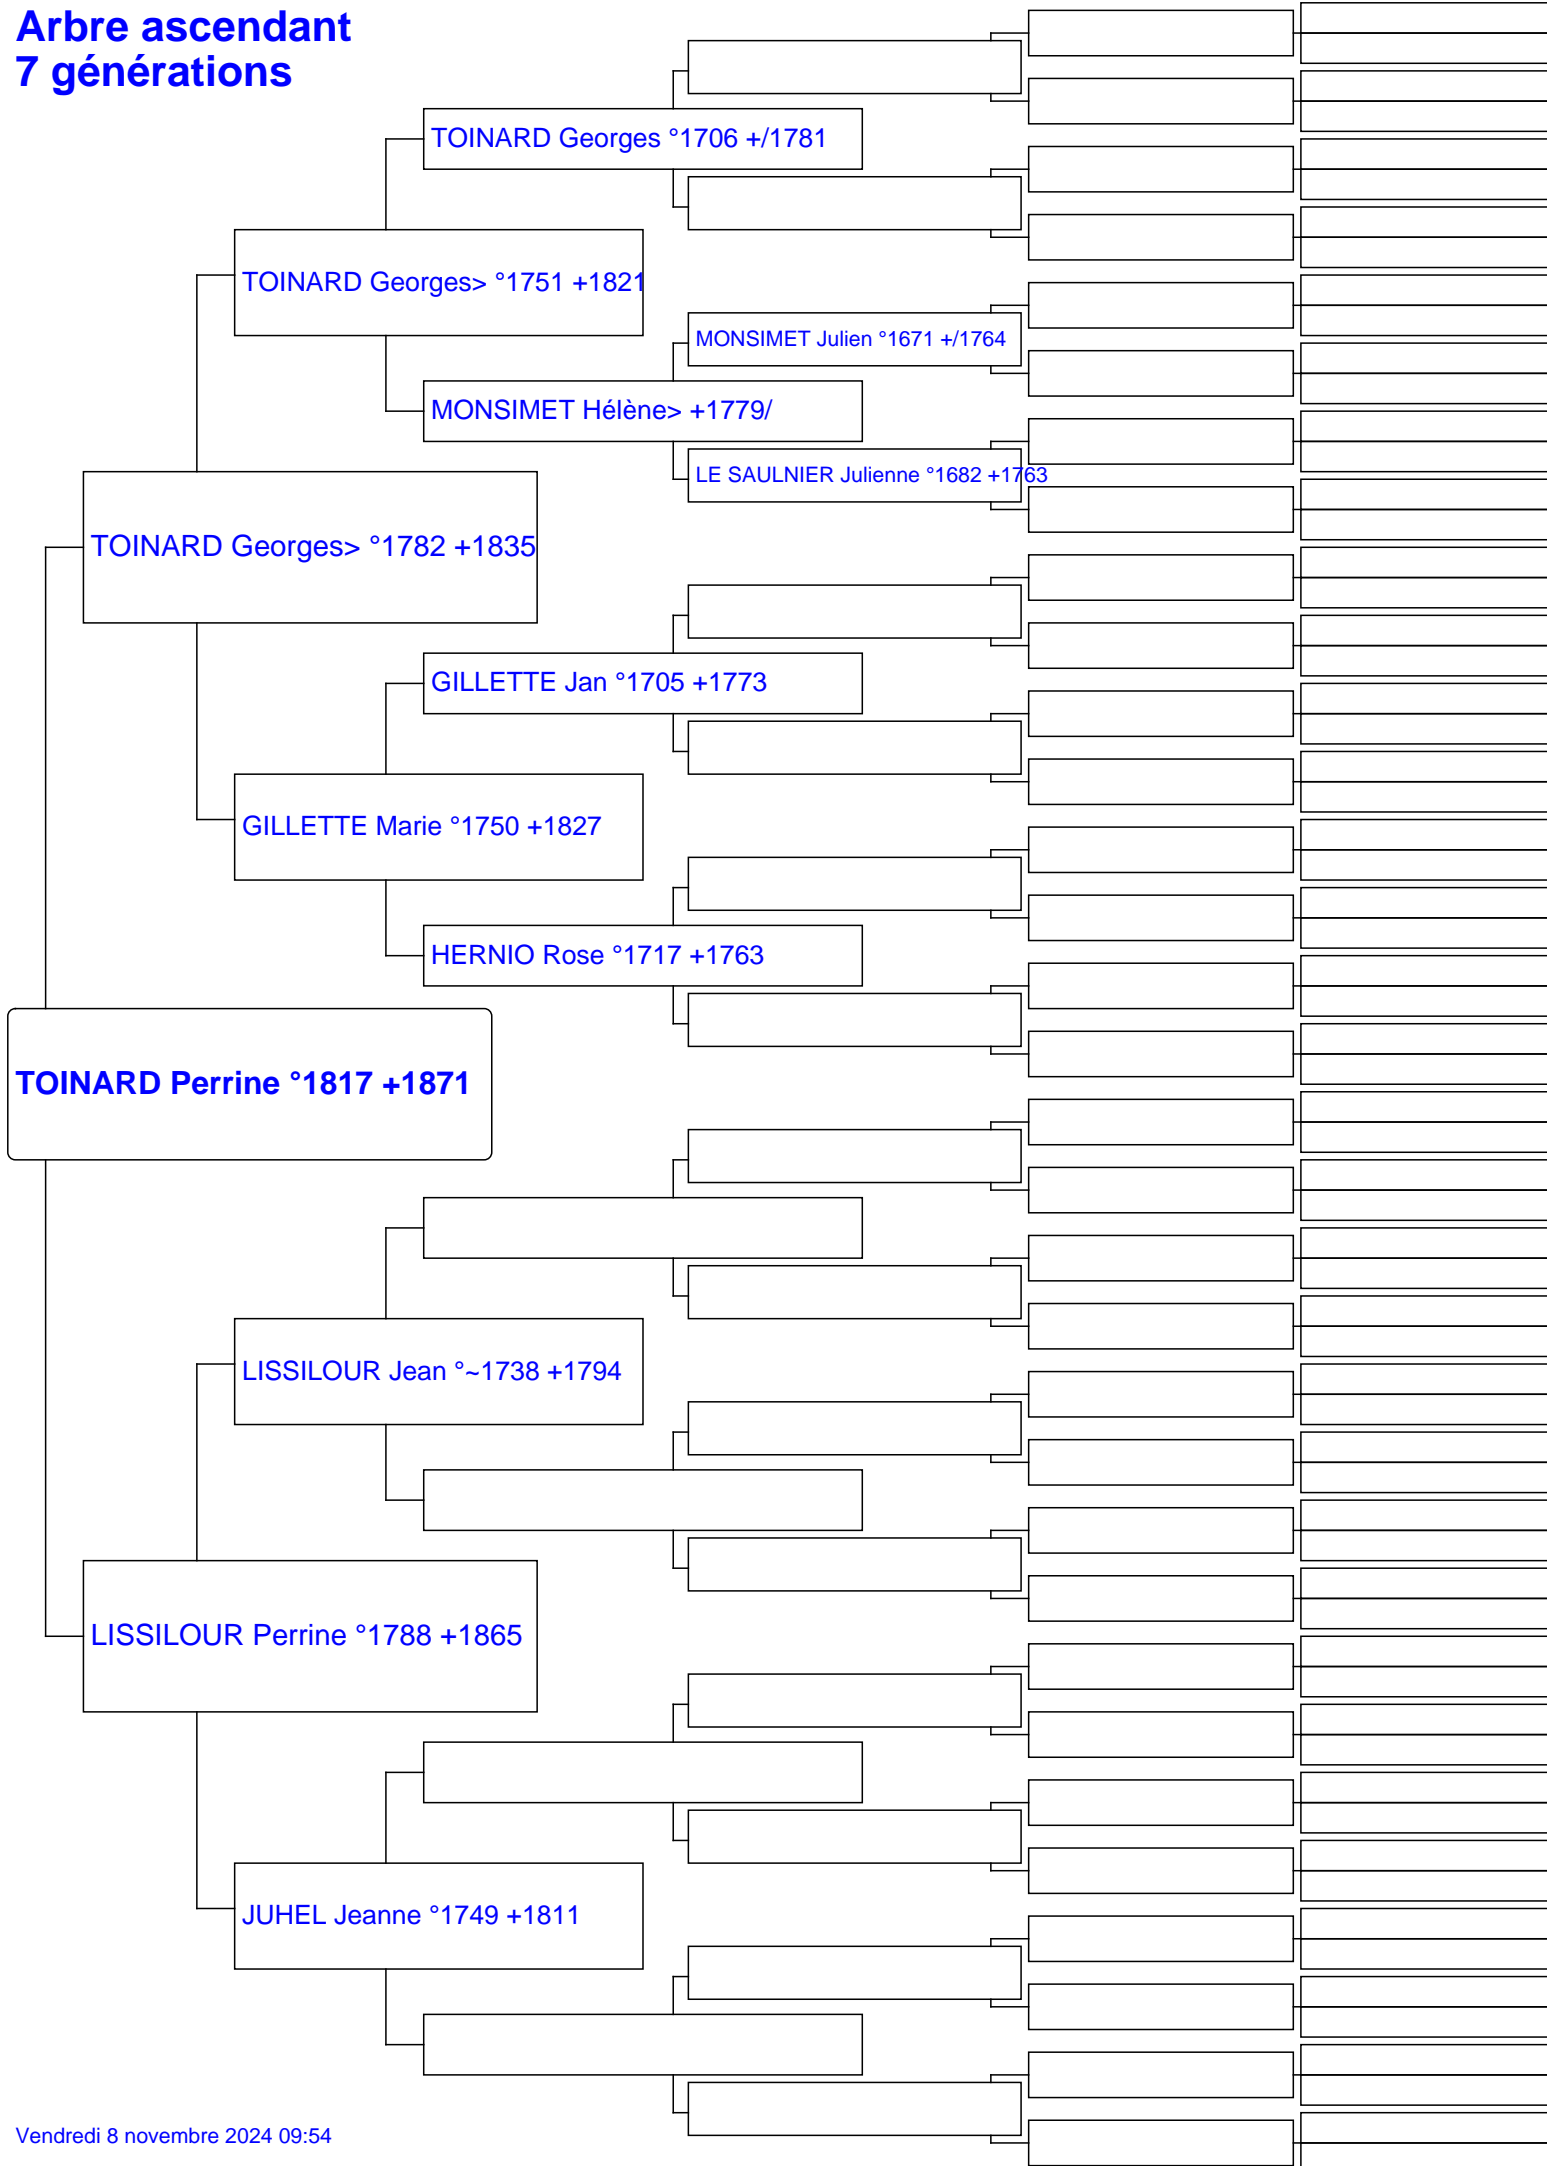 Arbre ascendant
7 générations
TOINARD Georges °1706 +/1781
TOINARD Georges> °1751 +1821
MONSIMET Julien °1671 +/1764
MONSIMET Hélène> +1779/
LE SAULNIER Julienne °1682 +1763
TOINARD Georges> °1782 +1835
GILLETTE Jan °1705 +1773
GILLETTE Marie °1750 +1827
HERNIO Rose °1717 +1763
TOINARD Perrine °1817 +1871
LISSILOUR Jean °~1738 +1794
LISSILOUR Perrine °1788 +1865
JUHEL Jeanne °1749 +1811
Vendredi 8 novembre 2024 09:54